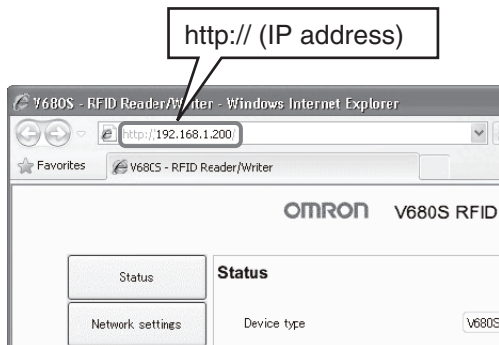 http:// (IP address)
V680S - RFID Reader/Writer - Windows Internet Explorer
http://192.168.1.200/
Favorites
V680S - RFID Reader/Writer
OMRON V680S RFID
Status
Status
Network settings
Device type
V680S